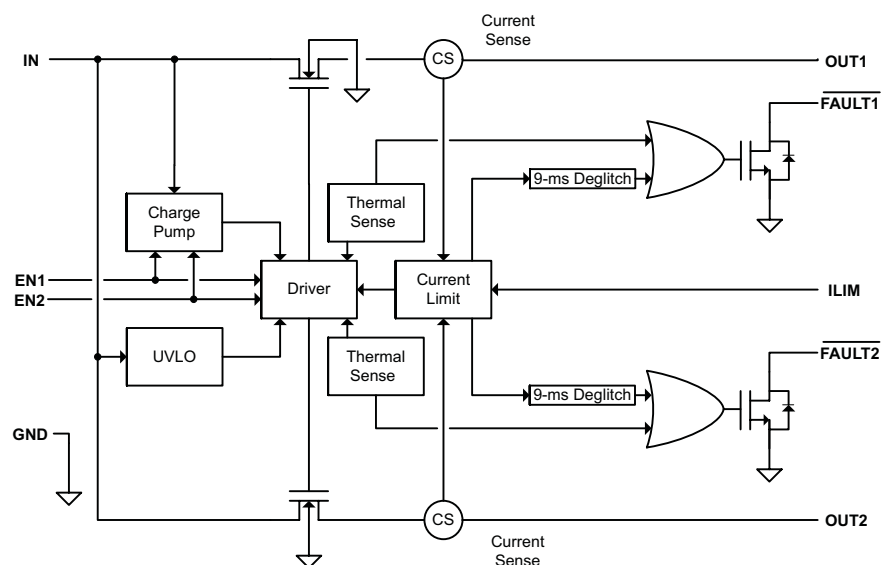 Current
Sense
IN
CS
OUT1
FAULT1
9-ms Deglitch
Thermal
Sense
Charge
Pump
EN1
EN2
Driver
Current
Limit
ILIM
UVLO
Thermal
Sense
FAULT2
9-ms Deglitch
GND
CS
OUT2
Current
Sense